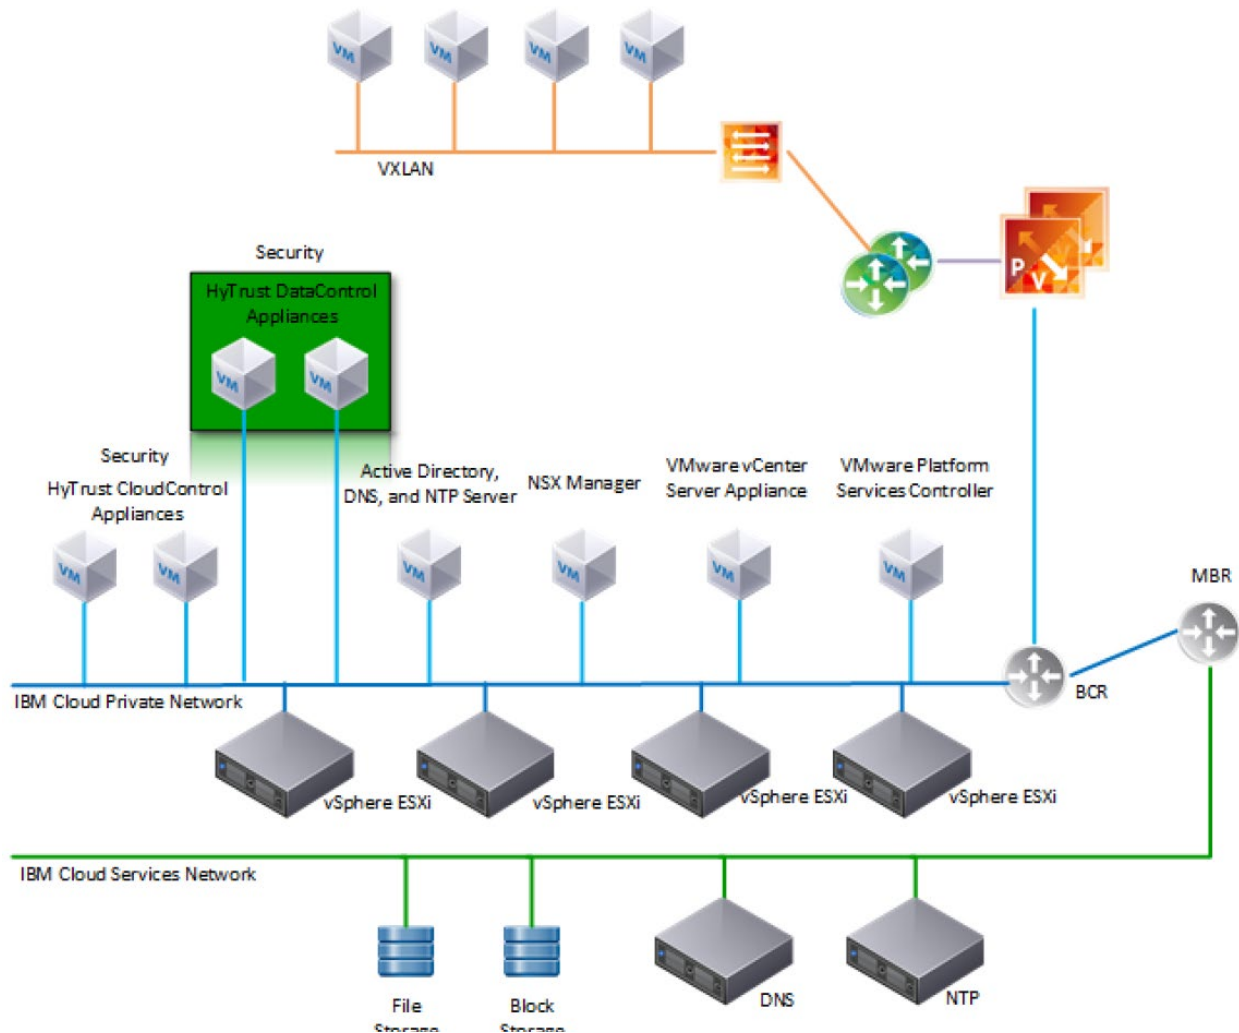 VM
VM
VM
VM
VXLAN
P
V
Security
HyTrust DataControl
Appliances
VM
VM
Security
HyTrust CloudControl
Appliances
Active Directory,
DNS, and NTP Server
NSX Manager
VMware vCenter
Server Appliance
VMware Platform
Services Controller
VM
VM
VM
VM
VM
VM
MBR
BCR
IBM Cloud Private Network
vSphere ESXi
vSphere ESXi
vSphere ESXi
vSphere ESXi
IBM Cloud Services Network
DNS
NTP
File
Storage
Block
Storage